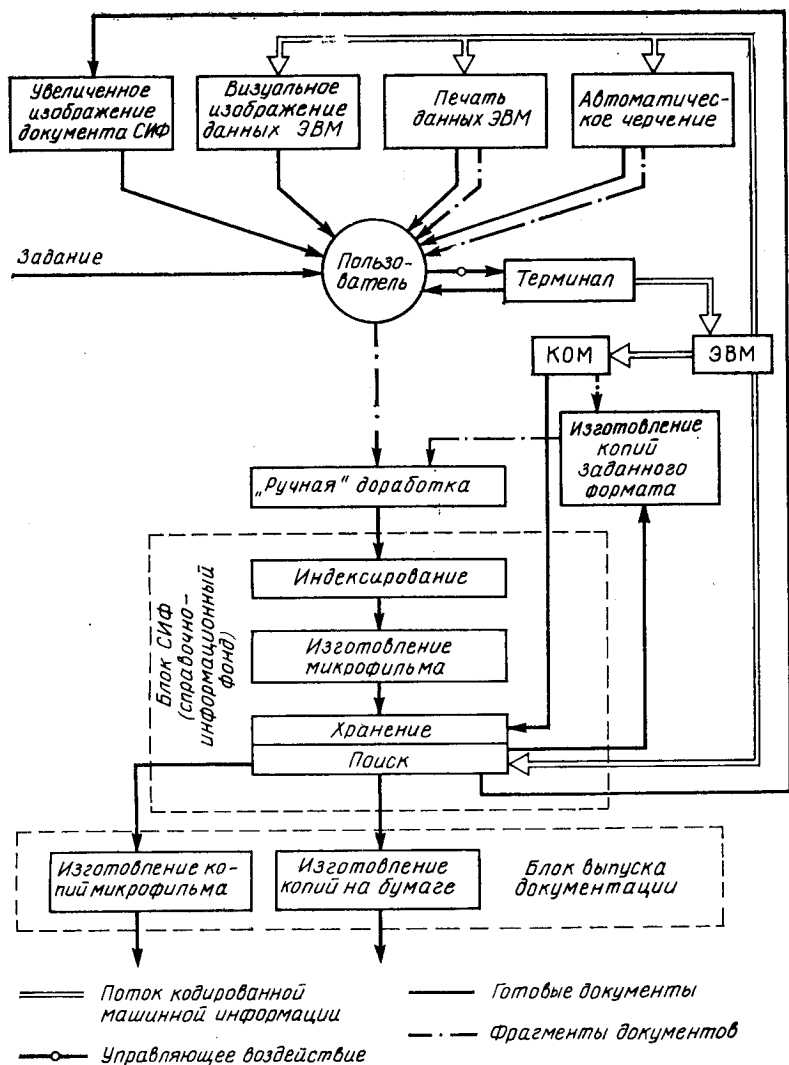 Увеличенное
изображение
документа СИФ
Визуальное
изображение
данных ЭВМ
Печать
данных ЭВМ
Автоматичес-
кое черчение
Задание
Пользо-
ватель
Терминал
КОМ
ЭВМ
Изготовление
копий
заданного
формата
„Ручная" доработка
Блок СИФ
(справочно-
информационный
фонд)
Индексирование
Изготовление
микрофильма
Хранение
Поиск
Изготовление ко-
пий микрофильма
Изготовление
копий на бумаге
Блок выпуска
документации
Поток кодированной
машинной информации
Управляющее воздействие
Готовые документы
Фрагменты документов